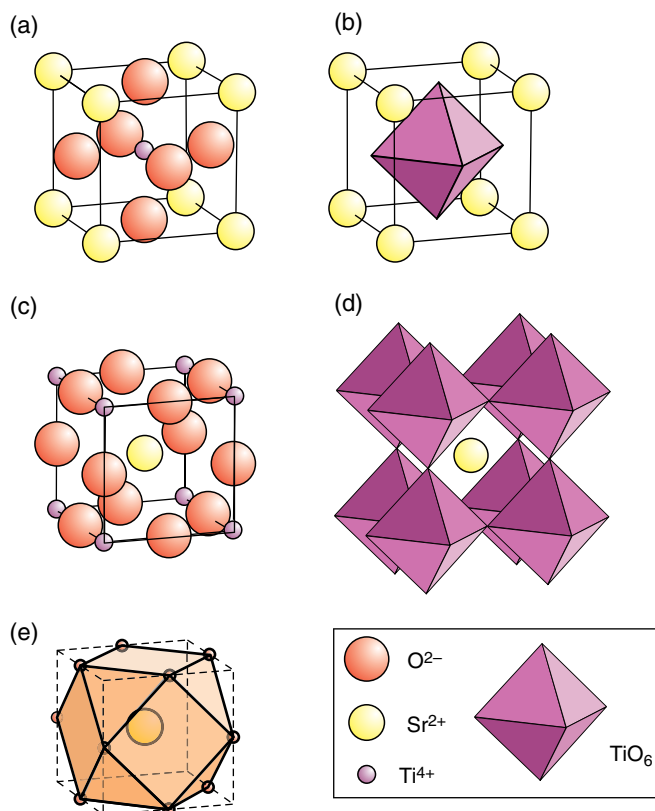 (a)
(b)
(c)
(d)
(e)
O²⁻
Sr²⁺
Ti⁴⁺
TiO₆